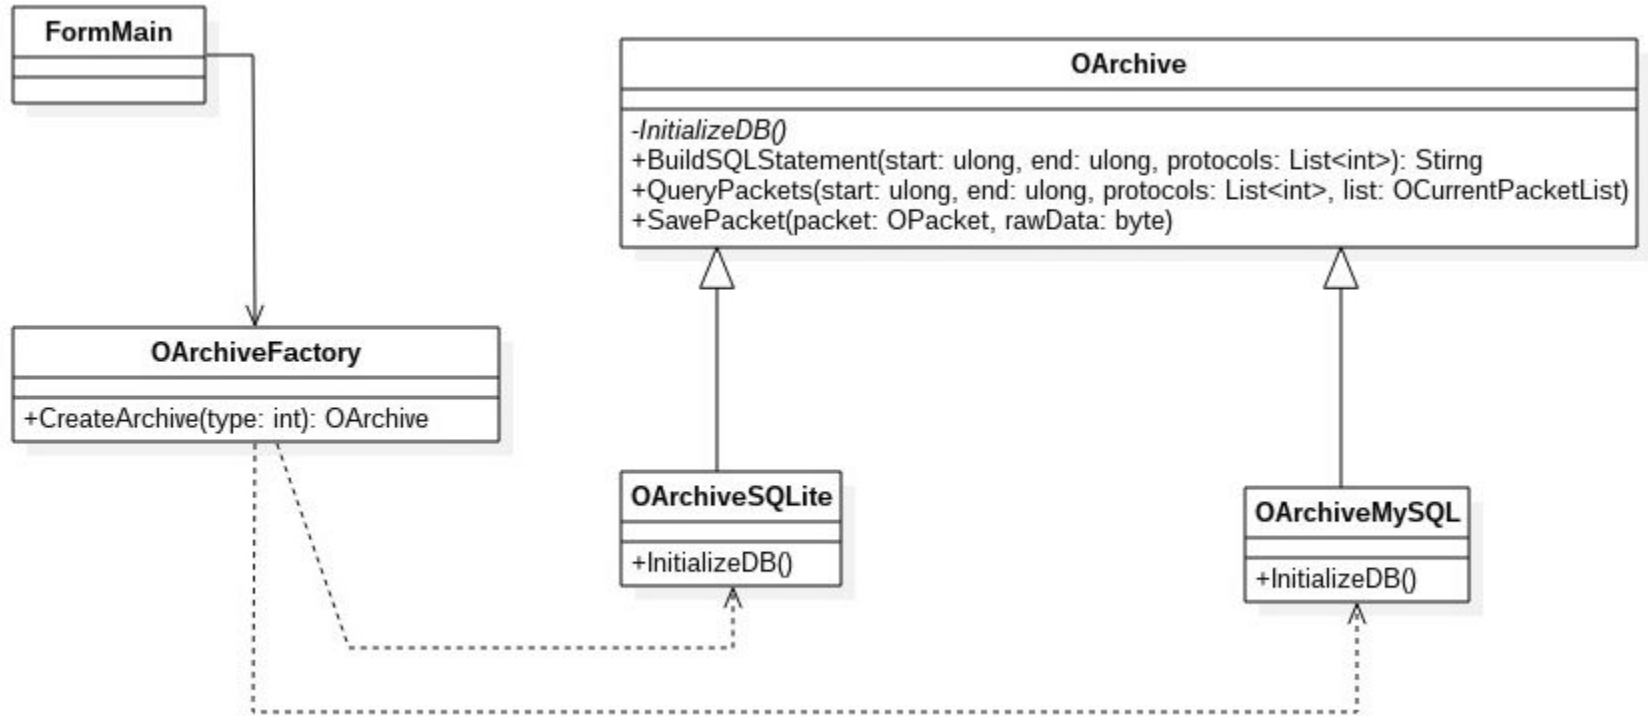 FormMain
OArchive
-InitializeDB()
+BuildSQLStatement(start: ulong, end: ulong, protocols: List<int>): Stirng
+QueryPackets(start: ulong, end: ulong, protocols: List<int>, list: OCurrentPacketList)
+SavePacket(packet: OPacket, rawData: byte)
OArchiveFactory
+CreateArchive(type: int): OArchive
OArchiveSQLite
+InitializeDB()
OArchiveMySQL
+InitializeDB()